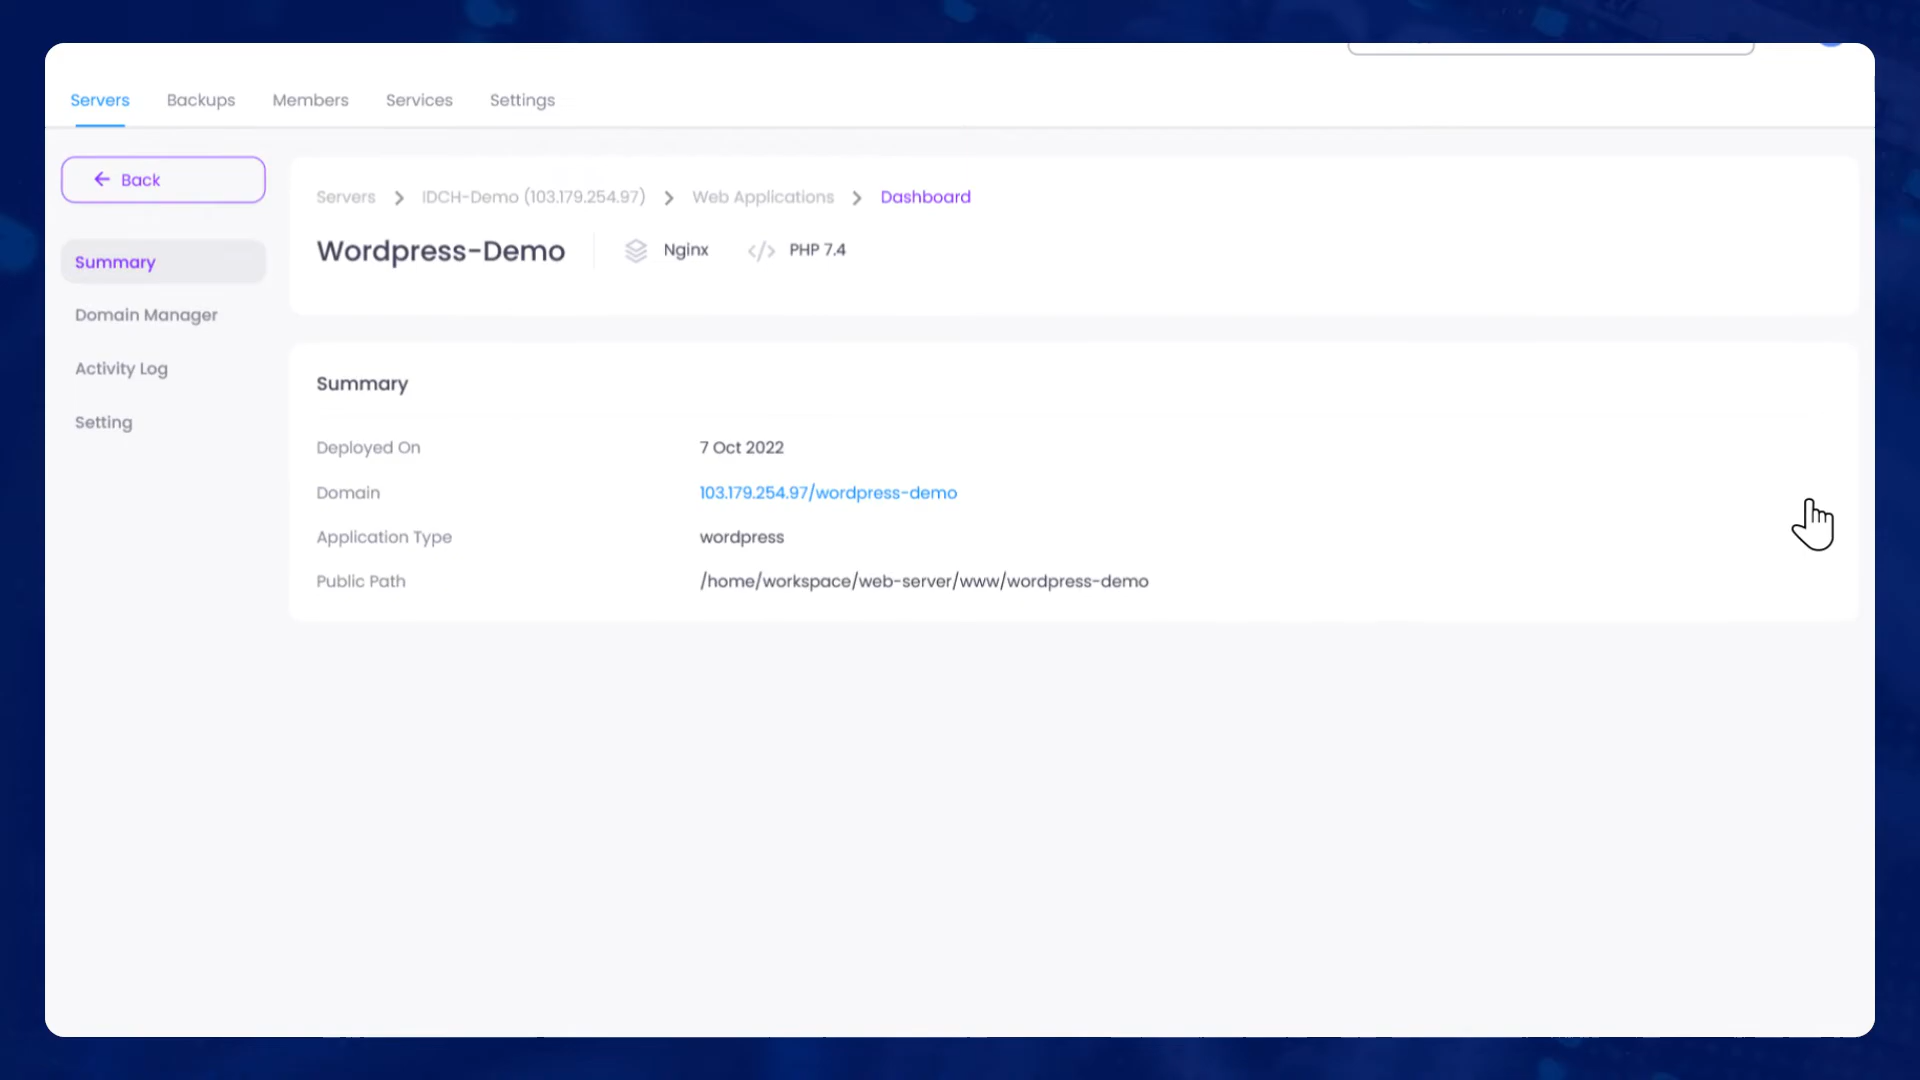 Servers Backups Members Services Settings
Back
Servers IDCH-Demo (103.179.254.97) Web Applications Dashboard
Wordpress-Demo Nginx </> PHP 7.4
Summary
Domain Manager
Activity Log
Setting
Summary
Deployed On 7 Oct 2022
Domain 103.179.254.97/wordpress-demo
Application Type wordpress
Public Path /home/workspace/web-server/www/wordpress-demo